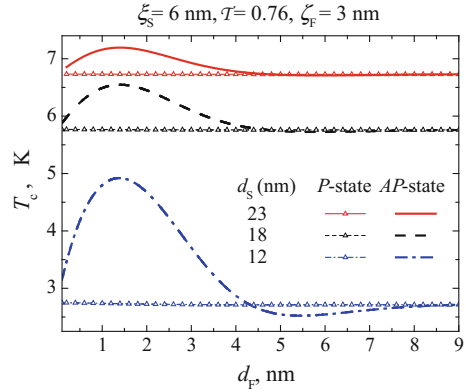 ξS = 6 nm, 𝒯 = 0.76, ζF = 3 nm
7
6
5
4
3
Tc, K
dS (nm) P-state AP-state
23
18
12
1 2 3 4 5 6 7 8 9
dF, nm